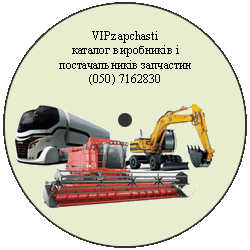 VIPzapchasti
каталог виробників і
постачальників запчастин
(050) 7162830